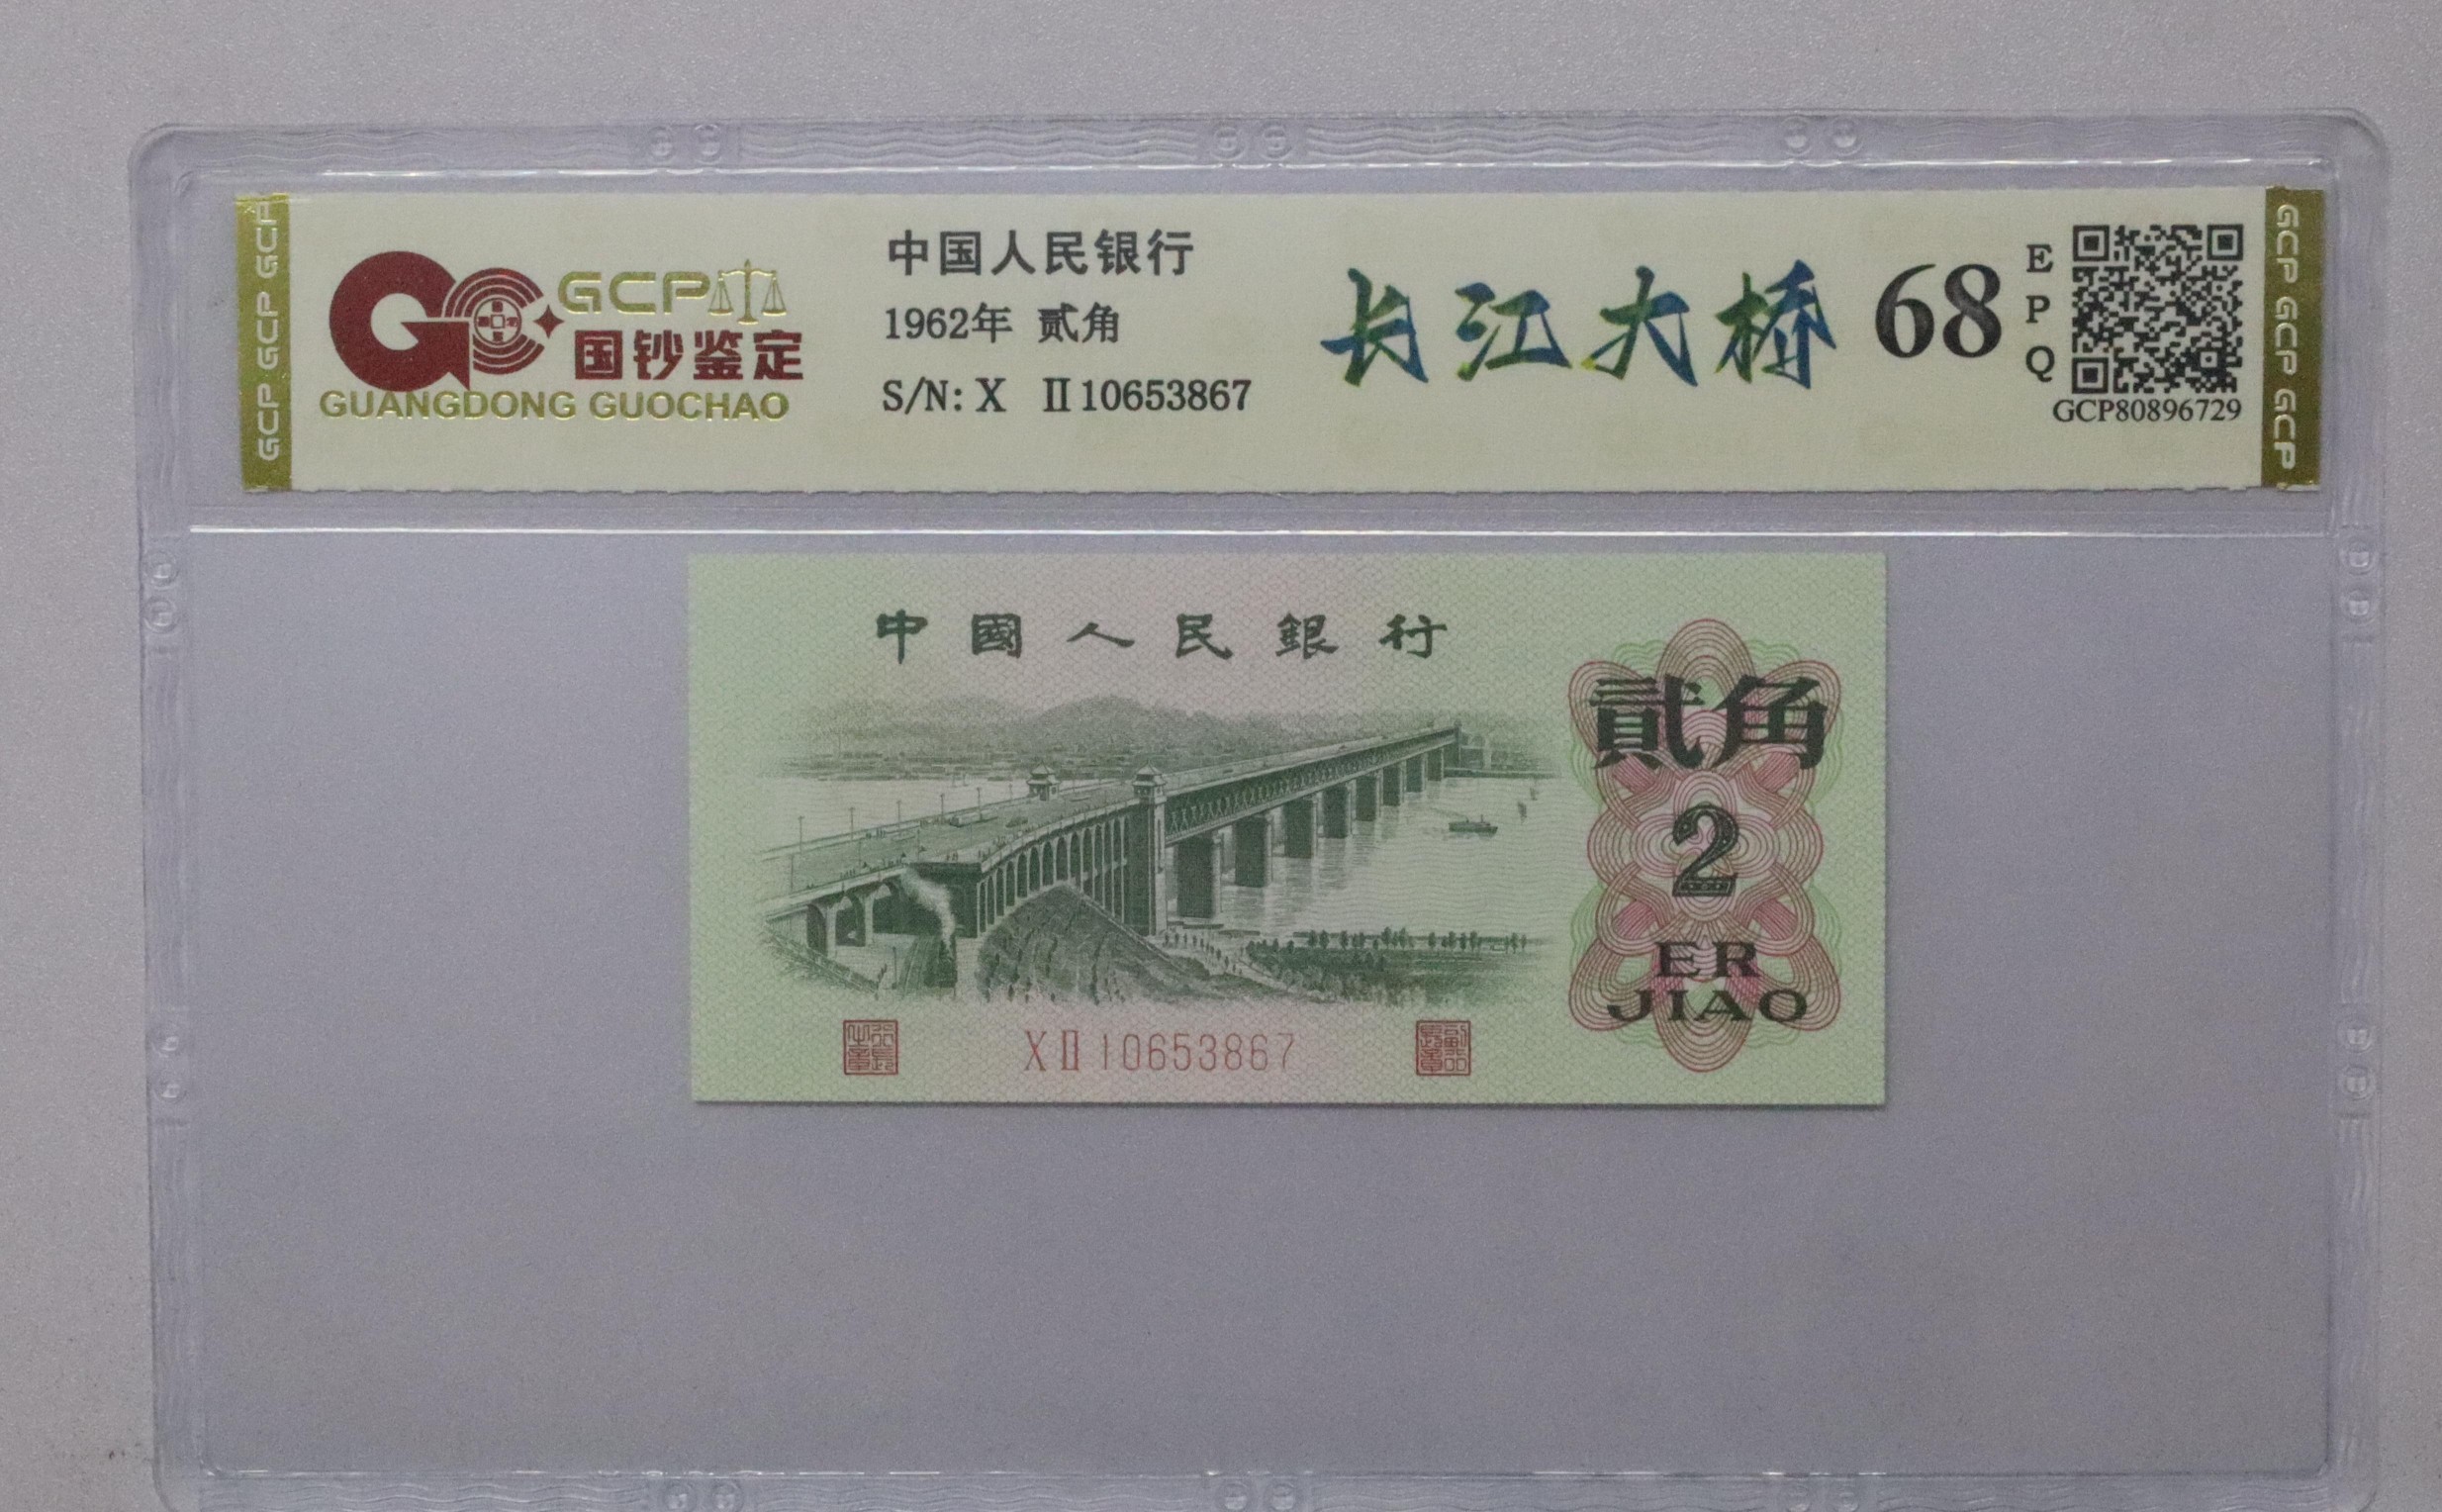 GCP GCP GCP
GCP
国钞鉴定
GUANGDONG GUOCHAO
中国人民银行
1962年 贰角
S/N: X Ⅱ10653867
长江大桥
68
E
P
Q
GCP80896729
GCP GCP GCP
中國人民銀行
貳角
2
ER
JIAO
XⅡ10653867